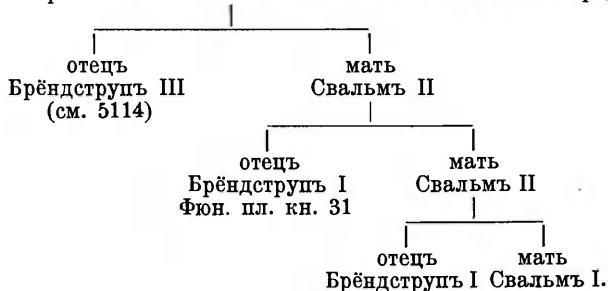 отецъ мать
Брёндструпъ III Свальмъ II
(см. 5114)
отецъ мать
Брёндструпъ I Свальмъ II
Фюн. пл. кн. 31
отецъ мать
Брёндструпъ I Свальмъ I.